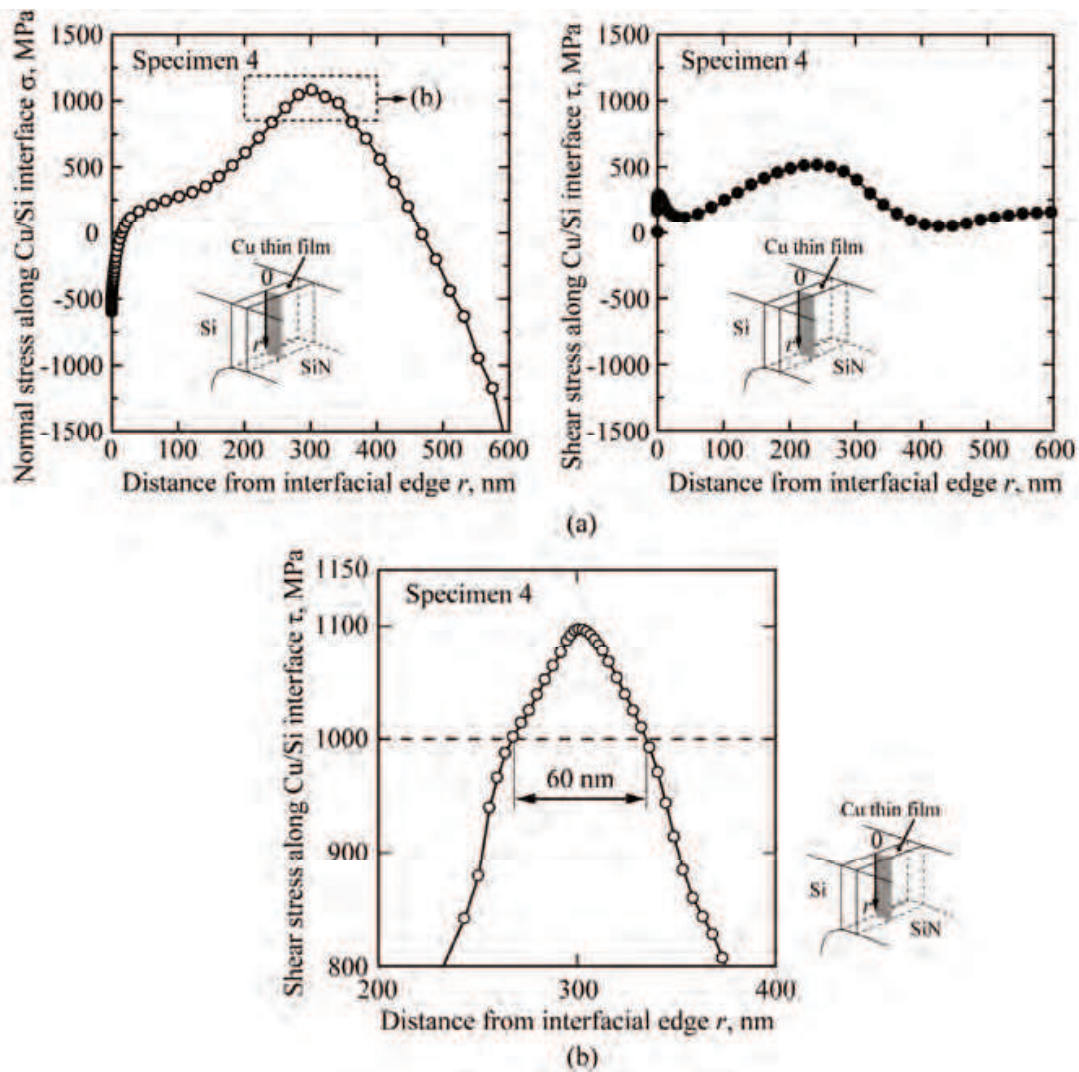 Normal stress along Cu/Si interface σ, MPa
1500
1000
500
0
-500
-1000
-1500
Specimen 4
(b)
Cu thin film
0
Si
r
SiN
0 100 200 300 400 500 600
Distance from interfacial edge r, nm
Shear stress along Cu/Si interface τ, MPa
1500
1000
500
0
-500
-1000
-1500
Specimen 4
Cu thin film
0
Si
r
SiN
0 100 200 300 400 500 600
Distance from interfacial edge r, nm
(a)
Shear stress along Cu/Si interface τ, MPa
1150
1100
1000
900
800
Specimen 4
60 nm
200 300 400
Distance from interfacial edge r, nm
Cu thin film
0
Si
r
SiN
(b)